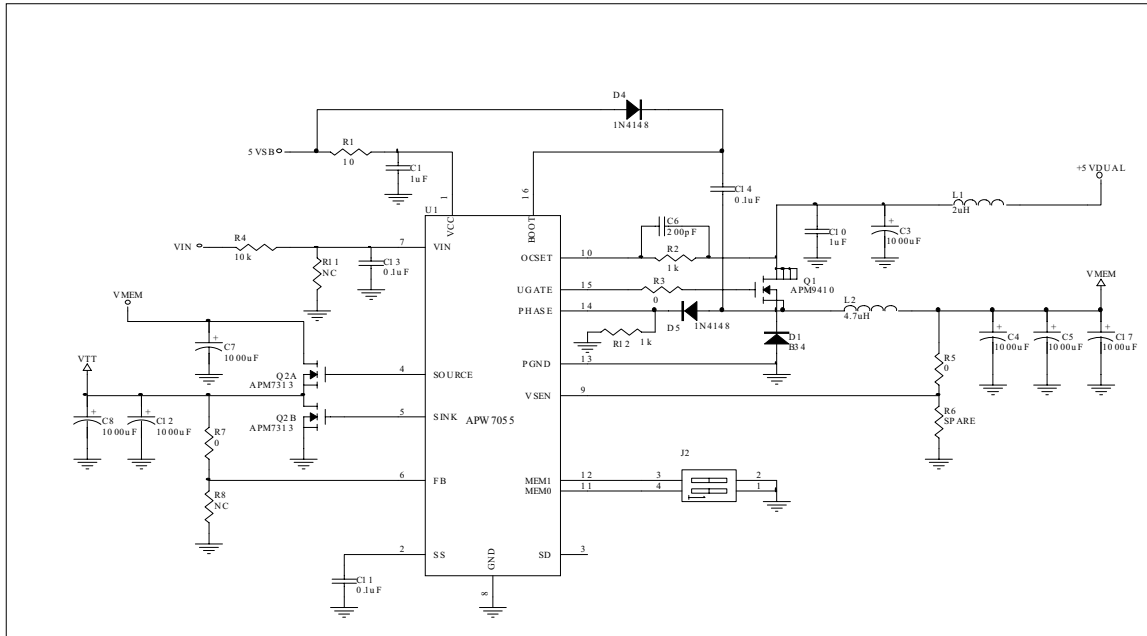 D4
1N4148
5VSB
R1
10
C1
1uF
1
VCC
16
BOOT
C14
0.1uF
+5VDUAL
L1
2uH
U1
C6
200pF
C10
1uF
C3
1000uF
VIN
R4
10k
7
VIN
R11
NC
C13
0.1uF
OCSET
10
R2
1k
UGATE
15
R3
0
Q1
APM9410
VMEM
PHASE
14
D5
1N4148
L2
4.7uH
R12
1k
D1
B34
C4
1000uF
C5
1000uF
C17
1000uF
VMEM
C7
1000uF
PGND
13
VTT
Q2A
APM7313
4
SOURCE
VSEN
9
R5
0
R6
SPARE
C8
1000uF
C12
1000uF
Q2B
APM7313
5
SINK
APW7055
R7
0
J2
6
FB
MEM1
12
3
2
MEM0
11
4
1
R8
NC
2
SS
SD
3
C11
0.1uF
GND
8